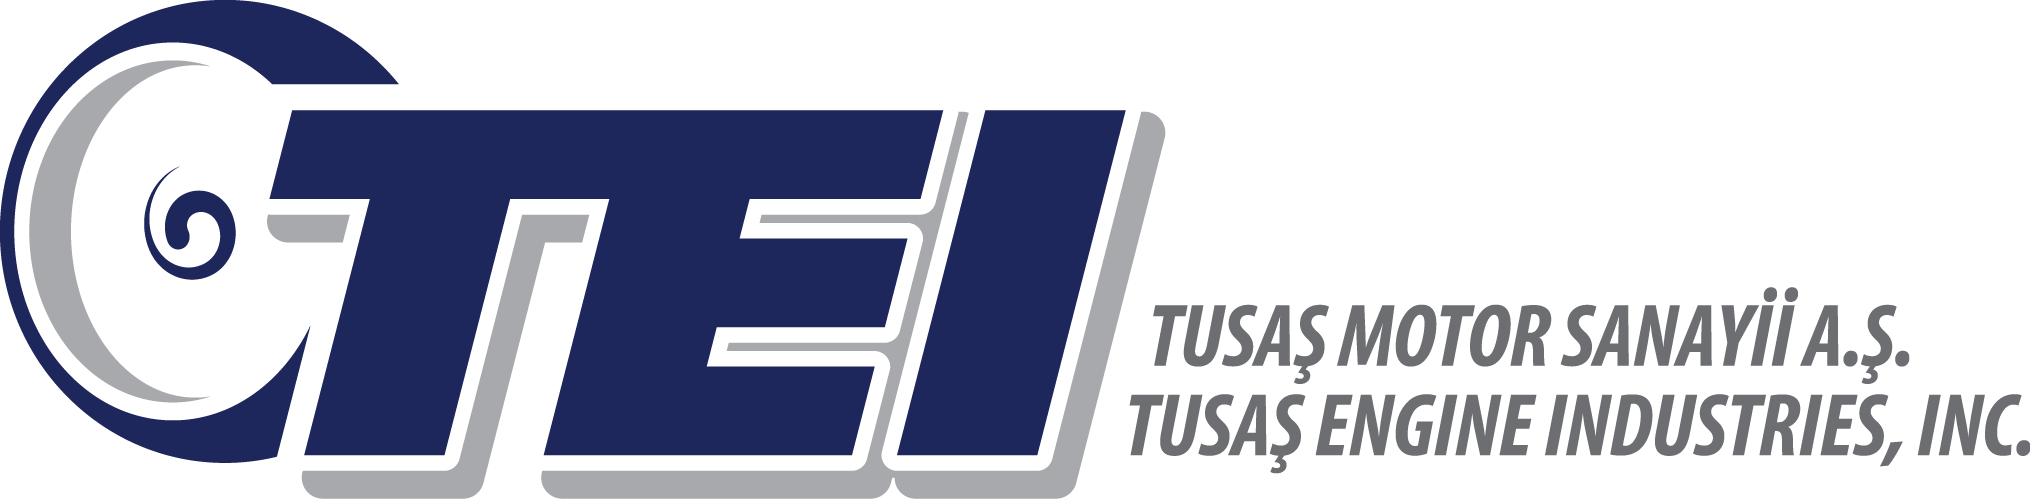 TEI
TUSAŞ MOTOR SANAYİİ A.Ş.
TUSAŞ ENGINE INDUSTRIES, INC.